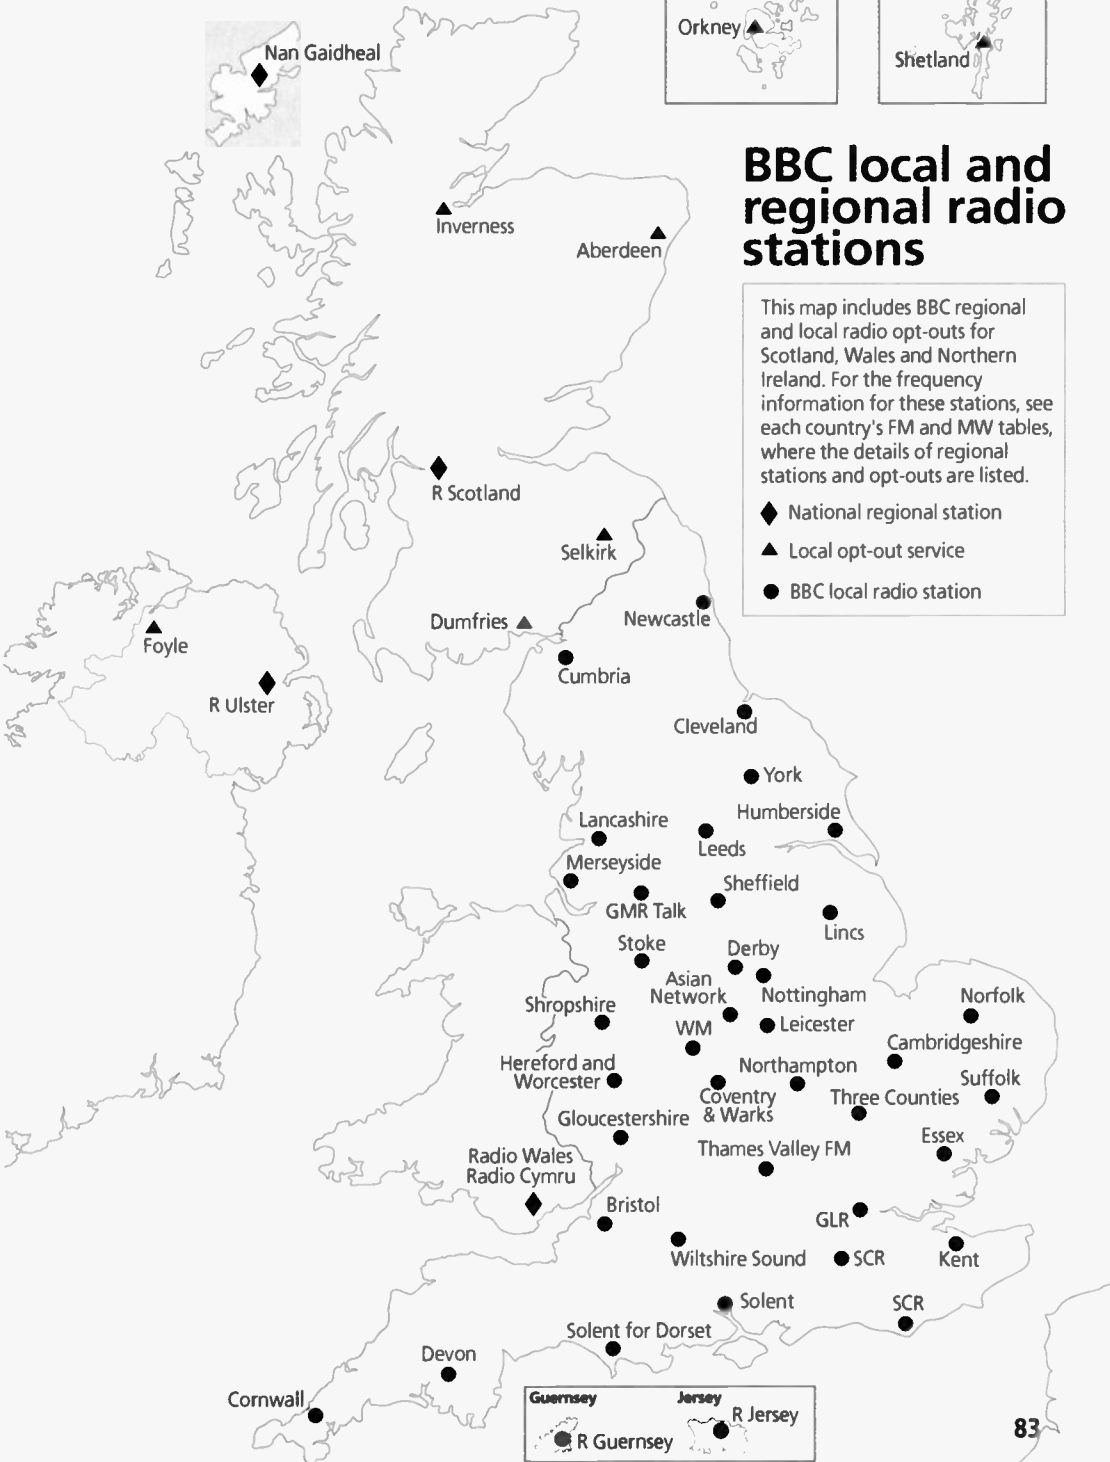 Orkney
Shetland
Nan Gaidheal
BBC local and
regional radio
stations
Inverness
Aberdeen
This map includes BBC regional
and local radio opt-outs for
Scotland, Wales and Northern
Ireland. For the frequency
information for these stations, see
each country's FM and MW tables,
where the details of regional
stations and opt-outs are listed.
National regional station
Local opt-out service
BBC local radio station
R Scotland
Selkirk
Dumfries
Newcastle
Foyle
Cumbria
R Ulster
Cleveland
York
Humberside
Lancashire
Leeds
Merseyside
Sheffield
GMR Talk
Lincs
Stoke
Derby
Asian
Network
Nottingham
Norfolk
Shropshire
WM
Leicester
Cambridgeshire
Hereford and
Worcester
Northampton
Suffolk
Coventry
& Warks
Three Counties
Gloucestershire
Essex
Thames Valley FM
Radio Wales
Radio Cymru
Bristol
GLR
Wiltshire Sound
SCR
Kent
Solent
SCR
Solent for Dorset
Devon
Cornwall
Guernsey
Jersey
R Jersey
R Guernsey
83